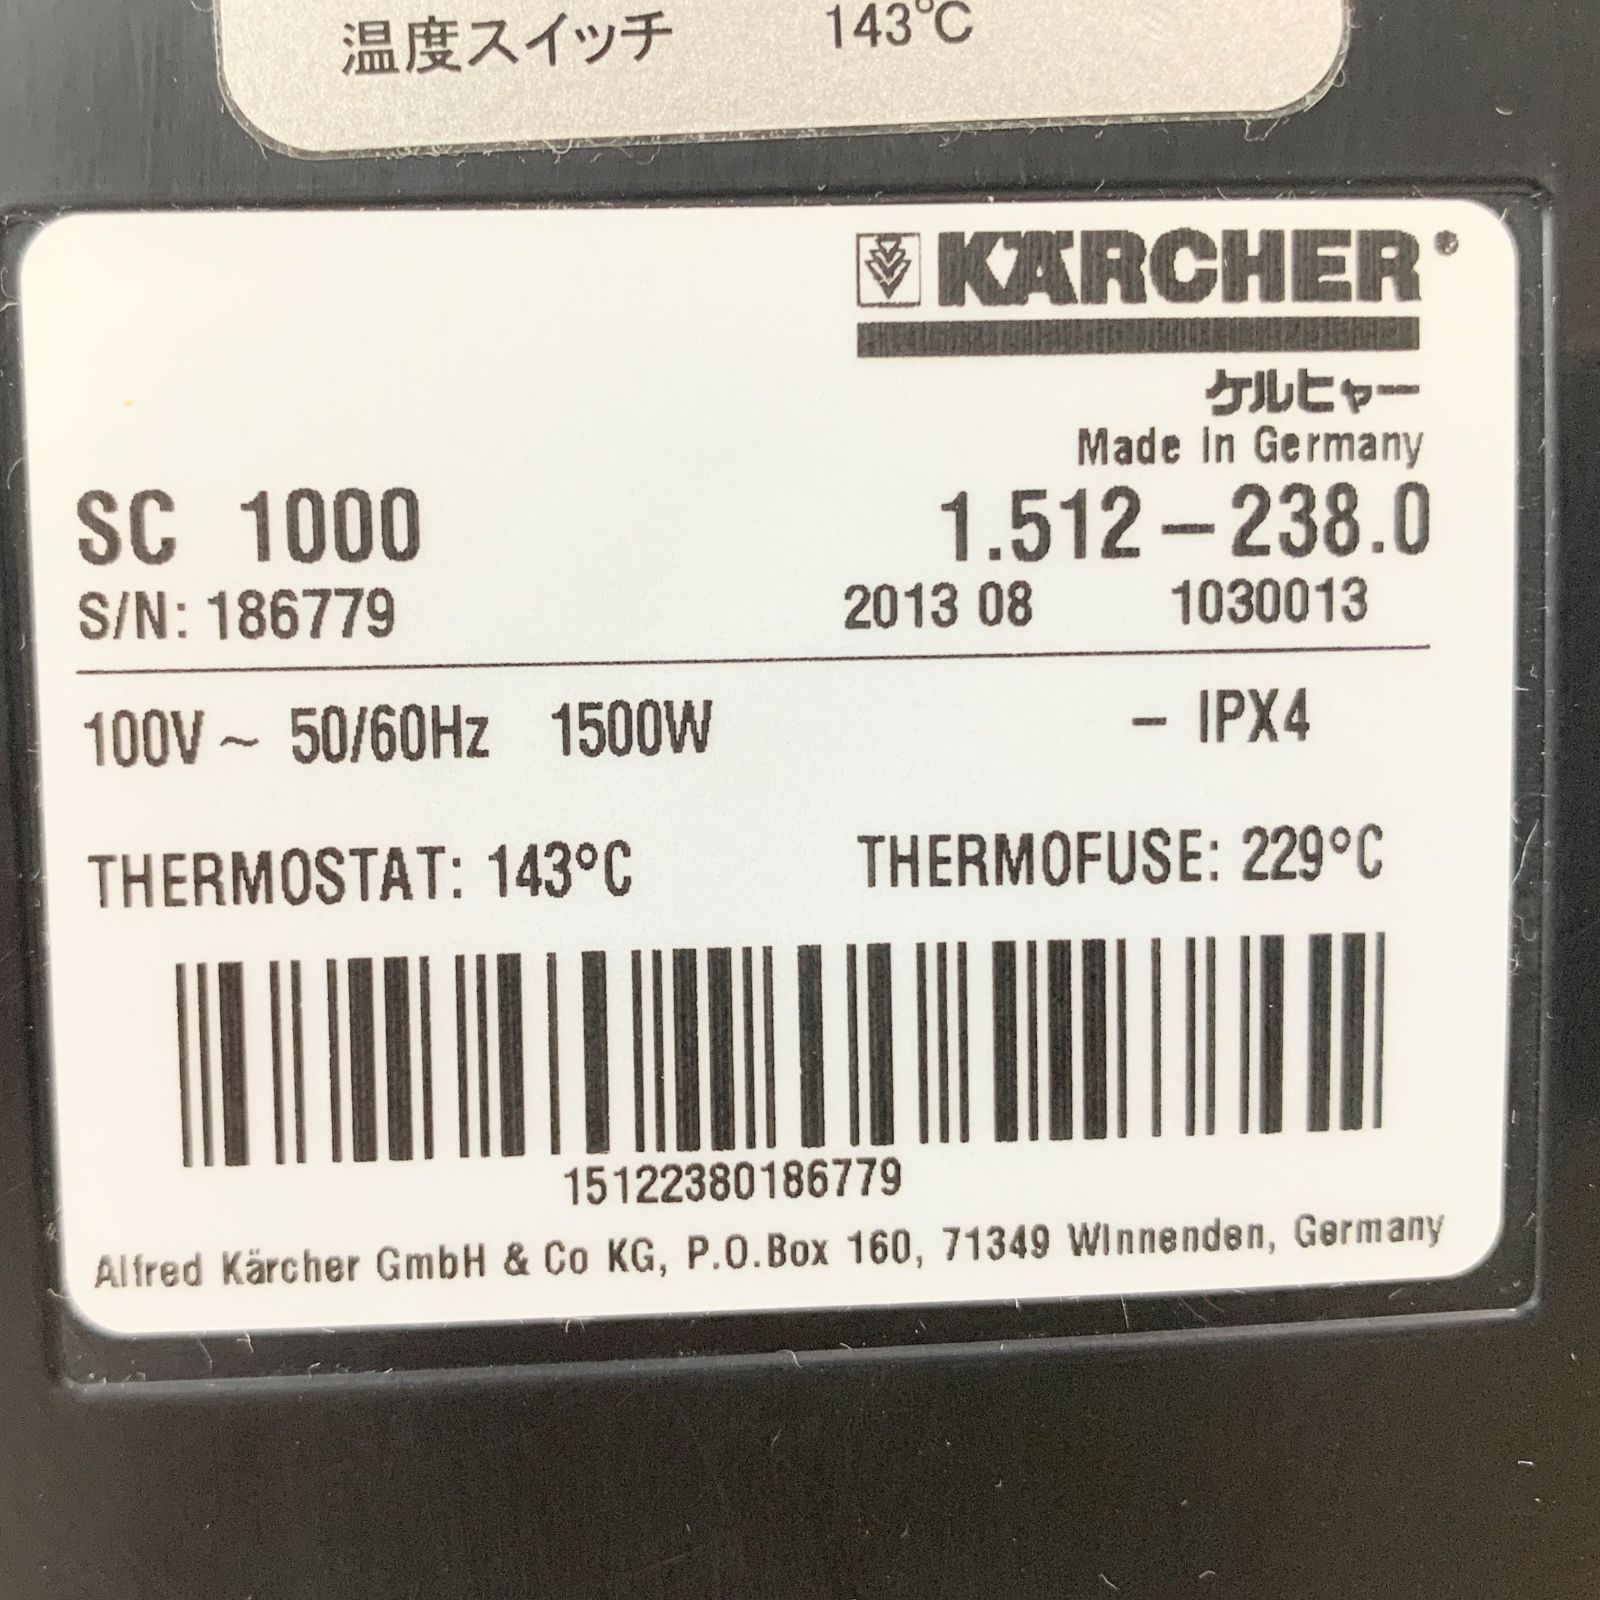 温度スイッチ 143℃
KÄRCHER®
ケルヒャー
Made in Germany
SC 1000 1.512-238.0
S/N: 186779 2013 08 1030013
100V ~ 50/60Hz 1500W - IPX4
THERMOSTAT: 143°C THERMOFUSE: 229°C
15122380186779
Alfred Kärcher GmbH & Co KG, P.O.Box 160, 71349 Winnenden, Germany